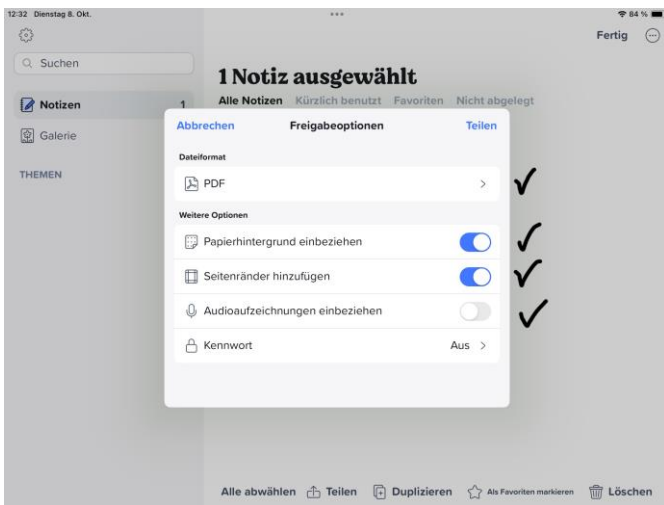 12:32 Dienstag 8. Okt.
84 %
Fertig
Suchen
1 Notiz ausgewählt
Alle Notizen Kürzlich benutzt Favoriten Nicht abgelegt
Notizen 1
Galerie
THEMEN
Abbrechen Freigabeoptionen Teilen
Dateiformat
PDF
Weitere Optionen
Papierhintergrund einbeziehen
Seitenränder hinzufügen
Audioaufzeichnungen einbeziehen
Kennwort Aus
Alle abwählen Teilen Duplizieren Als Favoriten markieren Löschen